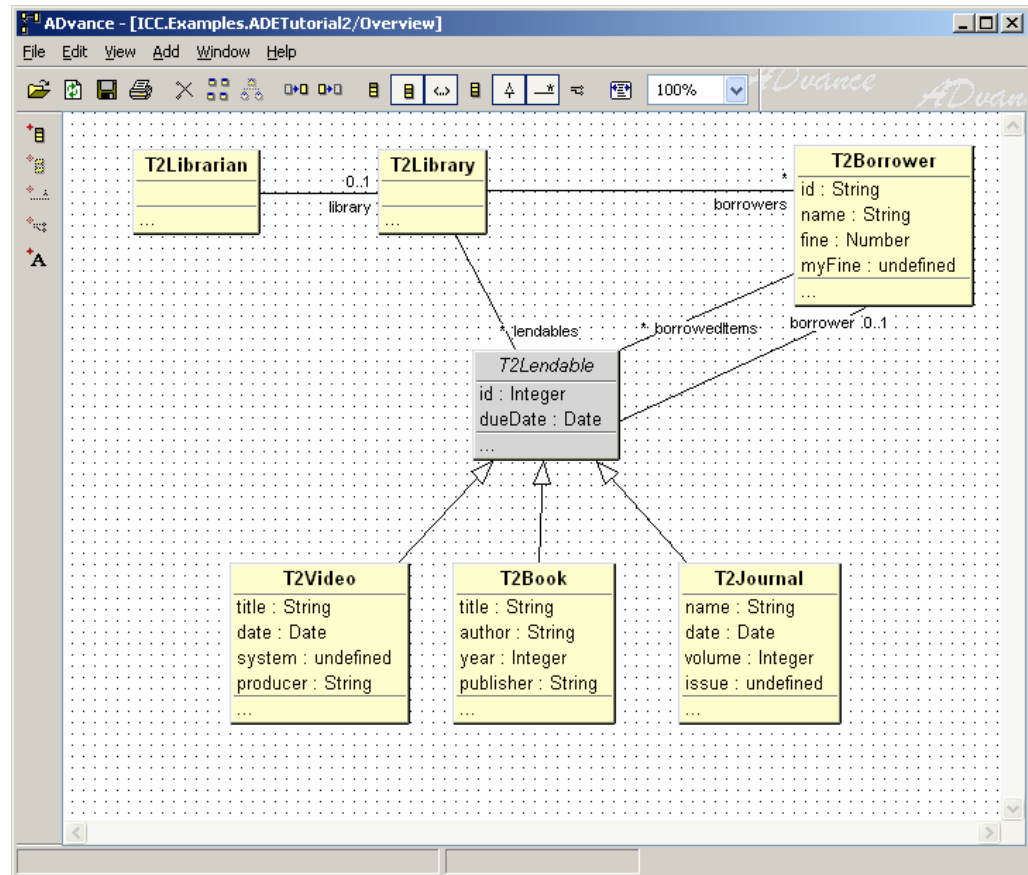 ADvance - [ICC.Examples.ADETutorial2/Overview]
File Edit View Add Window Help
100%
ADvance
T2Librarian
...
0..1
library
T2Library
...
*
borrowers
T2Borrower
id : String
name : String
fine : Number
myFine : undefined
...
* lendables
* borrowedItems
borrower 0..1
T2Lendable
id : Integer
dueDate : Date
...
T2Video
title : String
date : Date
system : undefined
producer : String
...
T2Book
title : String
author : String
year : Integer
publisher : String
...
T2Journal
name : String
date : Date
volume : Integer
issue : undefined
...